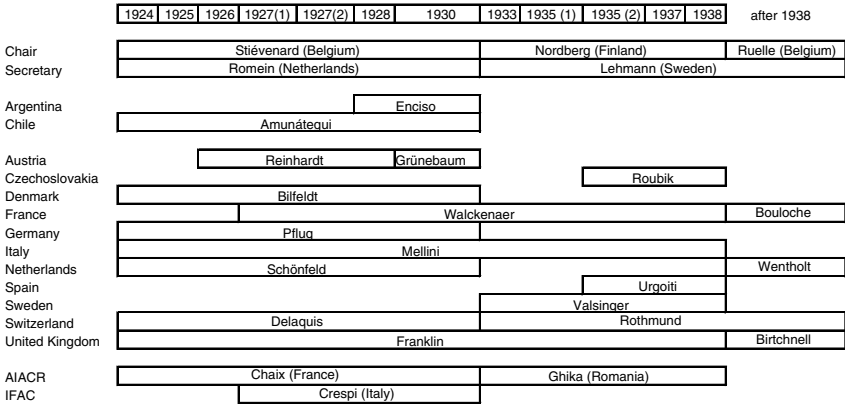 1924 1925 1926 1927(1) 1927(2) 1928 1930 1933 1935 (1) 1935 (2) 1937 1938 after 1938
Chair Stiévenard (Belgium) Nordberg (Finland) Ruelle (Belgium)
Secretary Romein (Netherlands) Lehmann (Sweden)
Argentina Enciso
Chile Amunátegui
Austria Reinhardt Grünebaum
Czechoslovakia Roubik
Denmark Bilfeldt
France Walckenaer Bouloche
Germany Pflug
Italy Mellini
Netherlands Schönfeld Wentholt
Spain Urgoiti
Sweden Valsinger
Switzerland Delaquis Rothmund
United Kingdom Franklin Birtchnell
AIACR Chaix (France) Ghika (Romania)
IFAC Crespi (Italy)